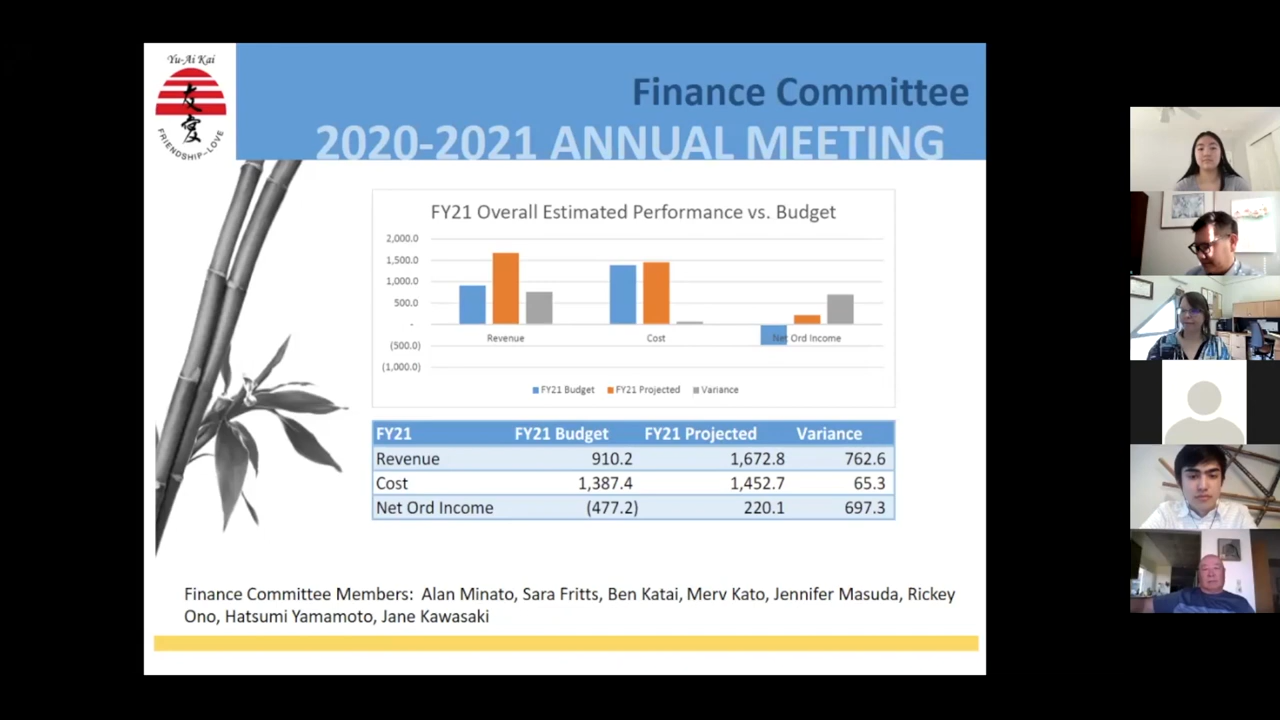 Yu-Ai Kai
友愛
FRIENDSHIP-LOVE
Finance Committee
2020-2021 ANNUAL MEETING
FY21 Overall Estimated Performance vs. Budget
2,000.0
1,500.0
1,000.0
500.0
-
(500.0)
(1,000.0)
Revenue Cost Net Ord Income
FY21 Budget FY21 Projected Variance
FY21 FY21 Budget FY21 Projected Variance
Revenue 910.2 1,672.8 762.6
Cost 1,387.4 1,452.7 65.3
Net Ord Income (477.2) 220.1 697.3
Finance Committee Members: Alan Minato, Sara Fritts, Ben Katai, Merv Kato, Jennifer Masuda, Rickey
Ono, Hatsumi Yamamoto, Jane Kawasaki